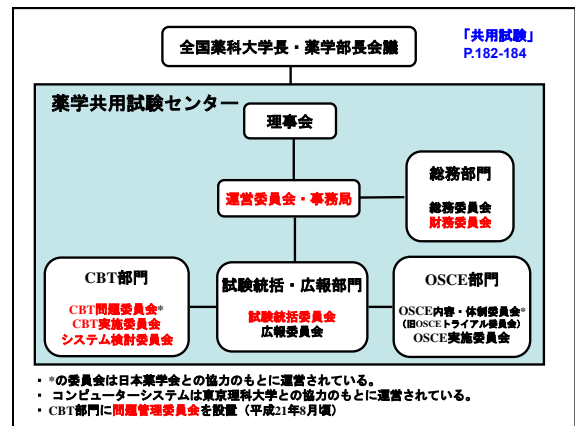 全国薬科大学長・薬学部長会議
「共用試験」
P.182-184
薬学共用試験センター
理事会
運営委員会・事務局
総務部門
総務委員会
財務委員会
CBT部門
CBT問題委員会*
CBT実施委員会
システム検討委員会
試験統括・広報部門
試験統括委員会
広報委員会
OSCE部門
OSCE内容・体制委員会*
（旧OSCEトライアル委員会）
OSCE実施委員会
・ *の委員会は日本薬学会との協力のもとに運営されている。
・ コンピューターシステムは東京理科大学との協力のもとに運営されている。
・ CBT部門に問題管理委員会を設置（平成21年8月頃）